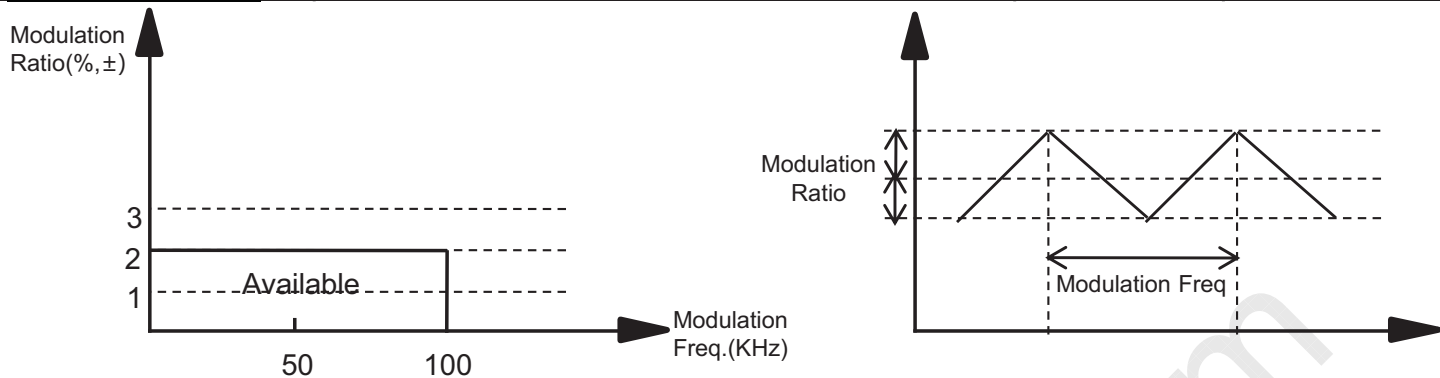 Modulation
Ratio(%,±)
3
2
1
Available
50
100
Modulation
Freq.(KHz)
Modulation
Ratio
Modulation Freq
m